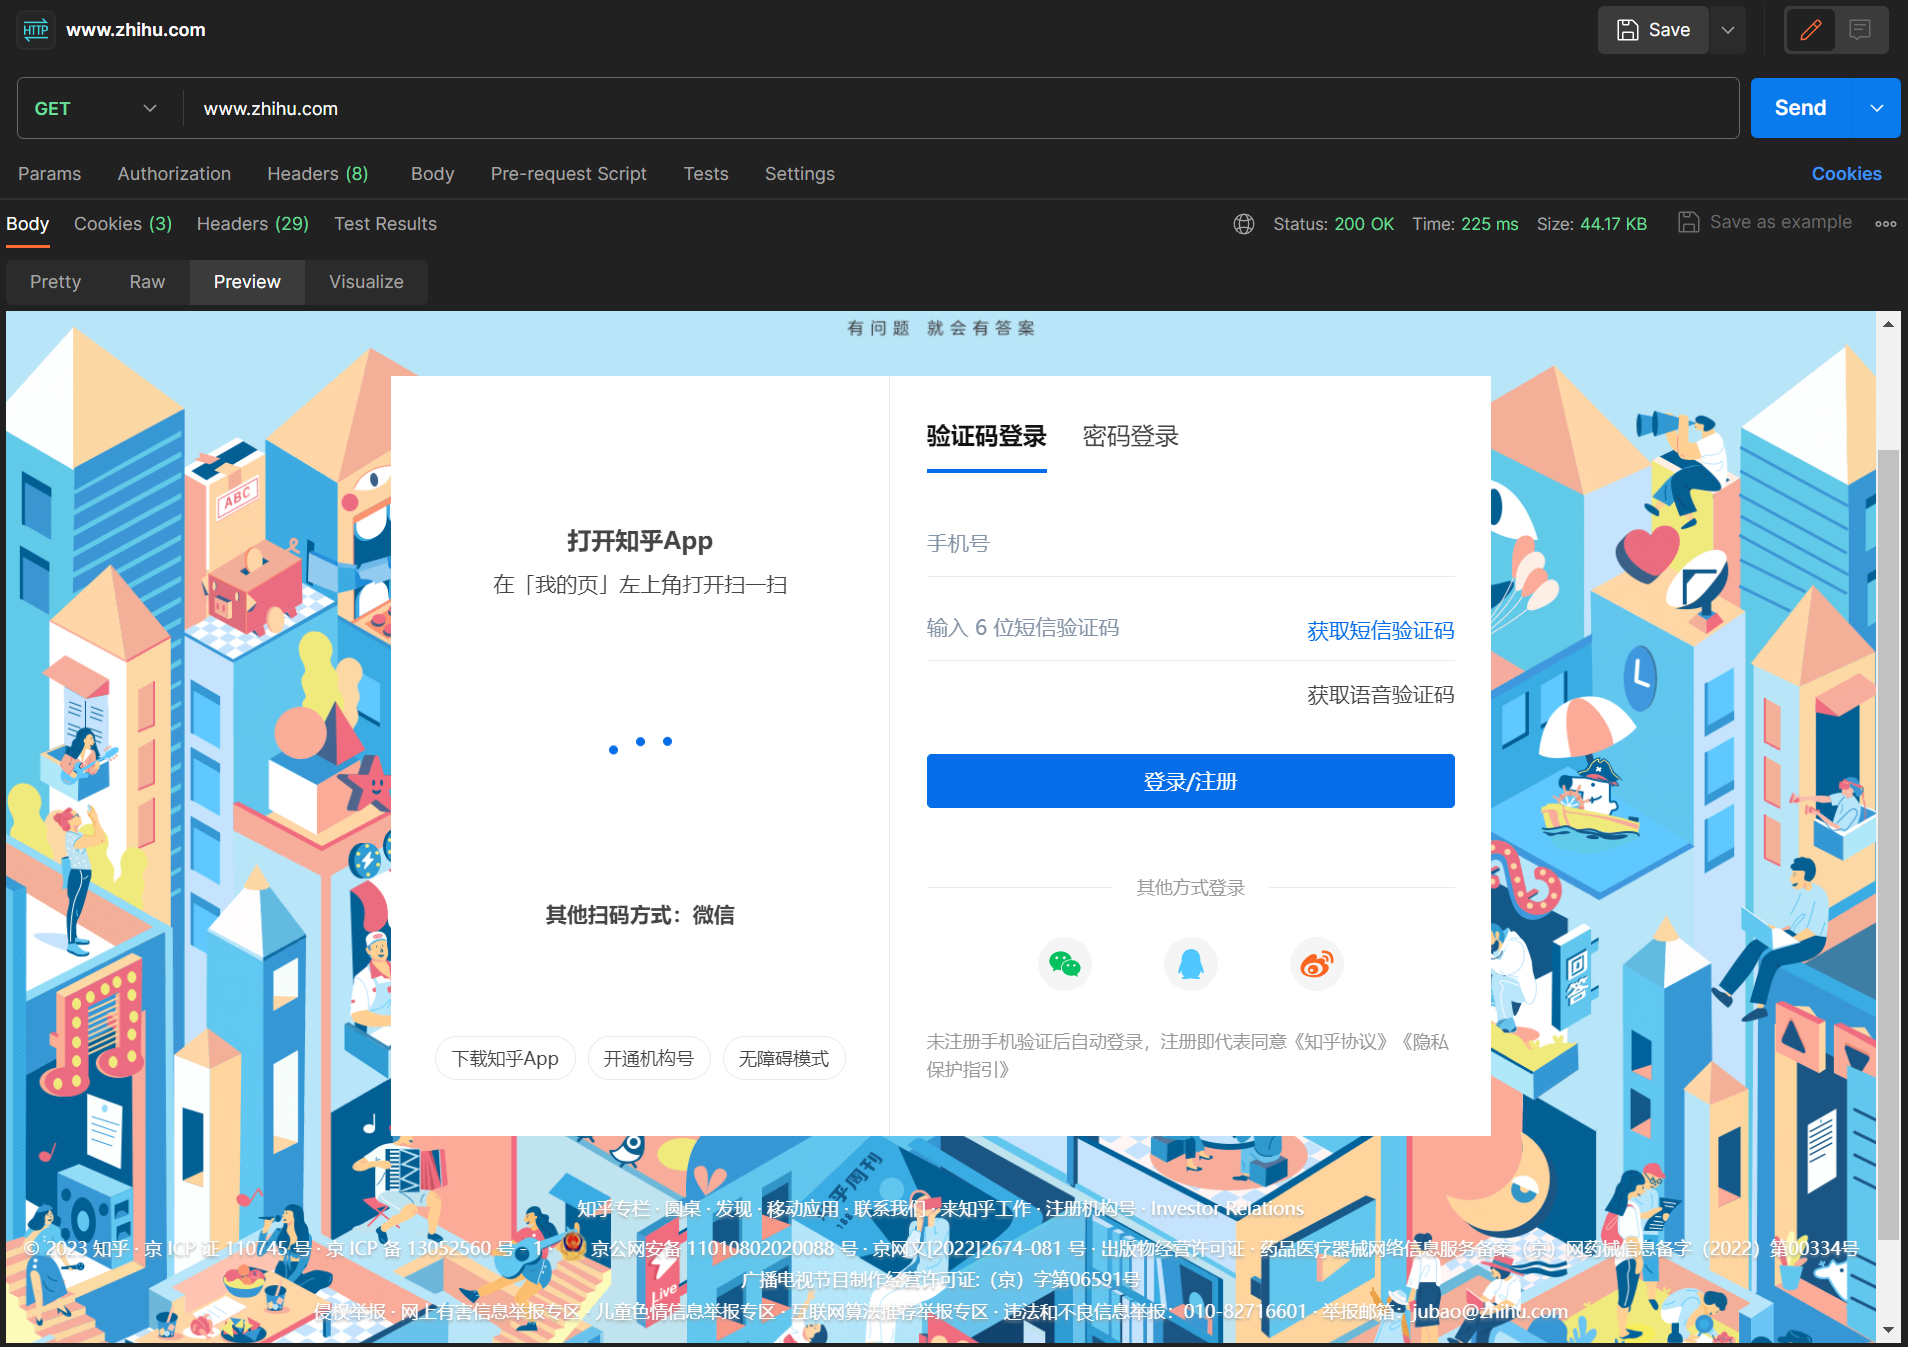 HTTP www.zhihu.com
Save
GET www.zhihu.com
Send
Params Authorization Headers (8) Body Pre-request Script Tests Settings Cookies
Body Cookies (3) Headers (29) Test Results Status: 200 OK Time: 225 ms Size: 44.17 KB Save as example
Pretty Raw Preview Visualize
有问题 就会有答案
验证码登录 密码登录
ABC
打开知乎App
手机号
在「我的页」左上角打开扫一扫
输入 6 位短信验证码 获取短信验证码
获取语音验证码
登录/注册
其他方式登录
其他扫码方式：微信
回答
未注册手机验证后自动登录，注册即代表同意《知乎协议》《隐私
保护指引》
下载知乎App 开通机构号 无障碍模式
乎周刊
知乎专栏 · 圆桌 · 发现 · 移动应用 · 联系我们 · 来知乎工作 · 注册机构号 · Investor Relations
© 2023 知乎 · 京 ICP 证 110745 号 · 京 ICP 备 13052560 号 - 1 · 京公网安备 11010802020088 号 · 京网文[2022]2674-081 号 · 出版物经营许可证 · 药品医疗器械网络信息服务备案（京）网药械信息备字（2022）第00334号
广播电视节目制作经营许可证:（京）字第06591号
Live
侵权举报 · 网上有害信息举报专区 · 儿童色情信息举报专区 · 互联网算法推荐举报专区 · 违法和不良信息举报：010-82716601 · 举报邮箱：jubao@zhihu.com